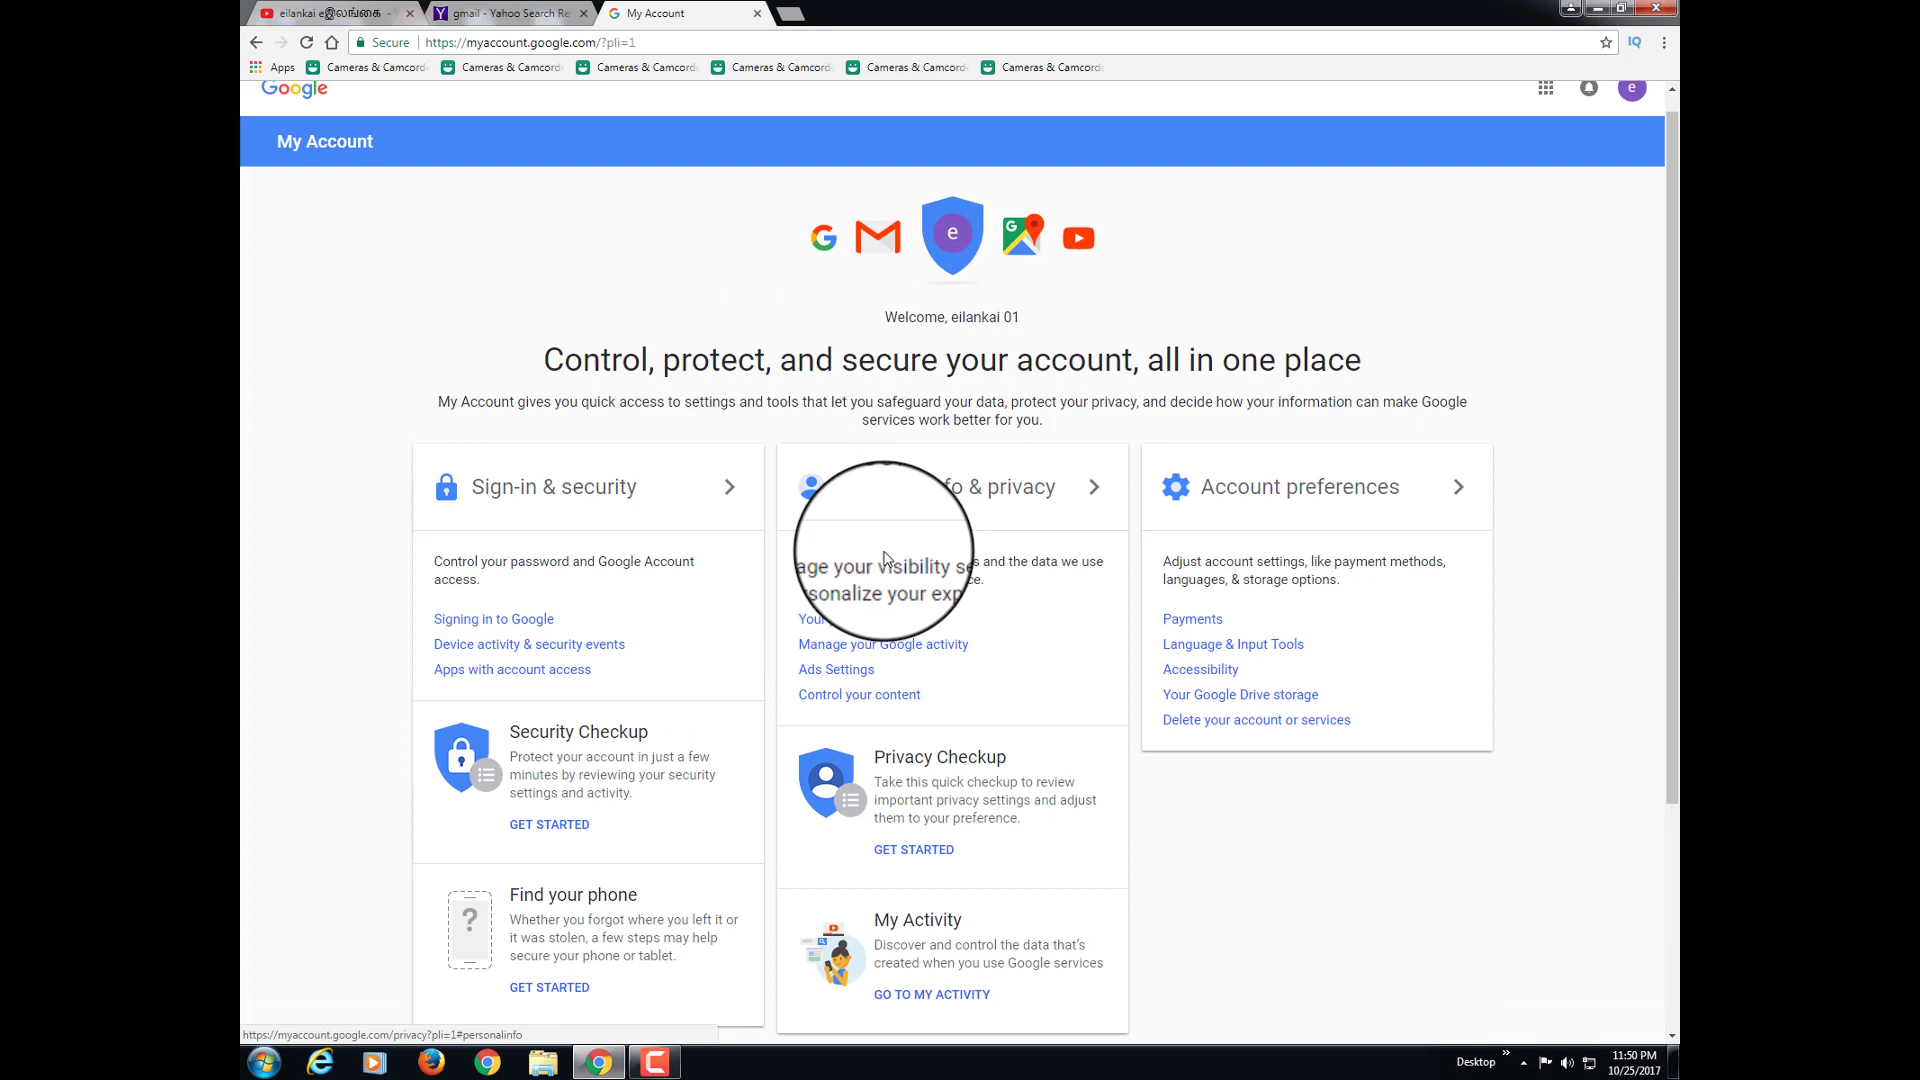 eilankai eஇலங்கை -
gmail - Yahoo Search Re
My Account
Secure
https://myaccount.google.com/?pli=1
IQ
Apps
Cameras & Camcord
Cameras & Camcord
Cameras & Camcord
Cameras & Camcord
Cameras & Camcord
Cameras & Camcord
Google
e
My Account
e
Welcome, eilankai 01
Control, protect, and secure your account, all in one place
My Account gives you quick access to settings and tools that let you safeguard your data, protect your privacy, and decide how your information can make Google
services work better for you.
Sign-in & security
Control your password and Google Account
access.
Signing in to Google
Device activity & security events
Apps with account access
Security Checkup
Protect your account in just a few
minutes by reviewing your security
settings and activity.
GET STARTED
Find your phone
Whether you forgot where you left it or
it was stolen, a few steps may help
secure your phone or tablet.
GET STARTED
fo & privacy
age your visibility se s and the data we use
sonalize your exp ce.
Your
Manage your Google activity
Ads Settings
Control your content
Privacy Checkup
Take this quick checkup to review
important privacy settings and adjust
them to your preference.
GET STARTED
My Activity
Discover and control the data that's
created when you use Google services
GO TO MY ACTIVITY
Account preferences
Adjust account settings, like payment methods,
languages, & storage options.
Payments
Language & Input Tools
Accessibility
Your Google Drive storage
Delete your account or services
https://myaccount.google.com/privacy?pli=1#personalinfo
Desktop
11:50 PM
10/25/2017